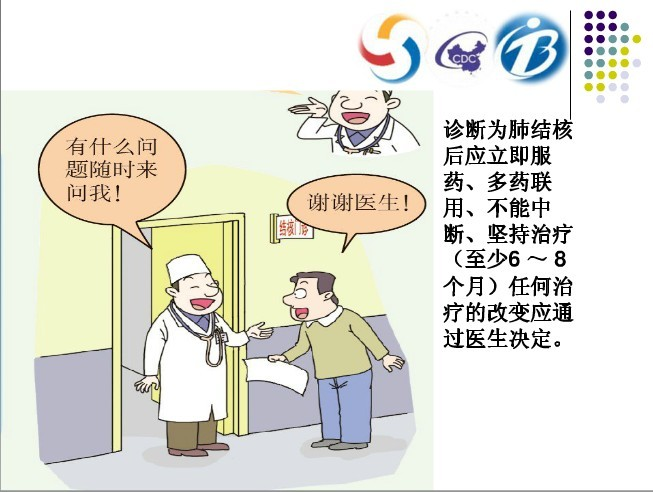 CDC
有什么问
题随时来
问我！
谢谢医生！
结核门诊
诊断为肺结核
后应立即服
药、多药联
用、不能中
断、坚持治疗
（至少6 ～ 8
个月）任何治
疗的改变应通
过医生决定。